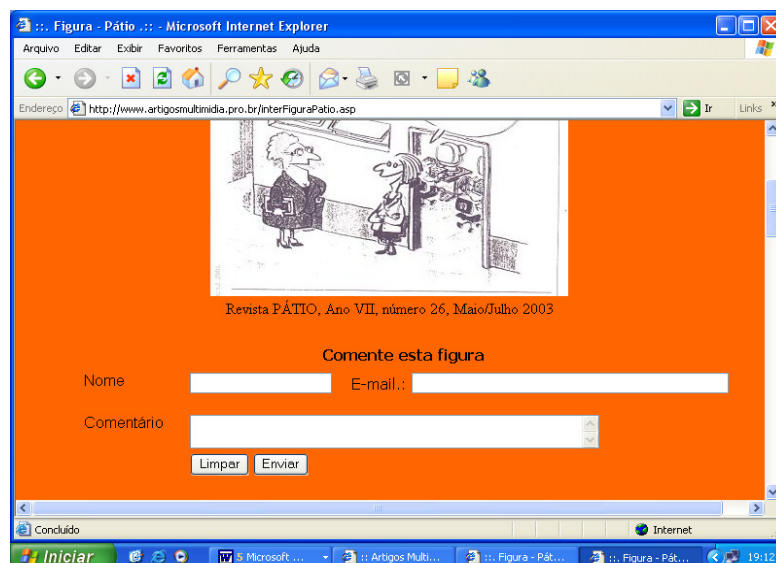 ::. Figura - Pátio .:: - Microsoft Internet Explorer
Arquivo Editar Exibir Favoritos Ferramentas Ajuda
Endereço http://www.artigosmultimidia.pro.br/interFiguraPatio.asp Ir Links »
Revista PÁTIO, Ano VII, número 26, Maio/Julho 2003
Comente esta figura
Nome E-mail.:
Comentário
Limpar Enviar
Concluído Internet
Iniciar 5 Microsoft ... :: Artigos Multi... ::. Figura - Pát... ::. Figura - Pát... 19:12